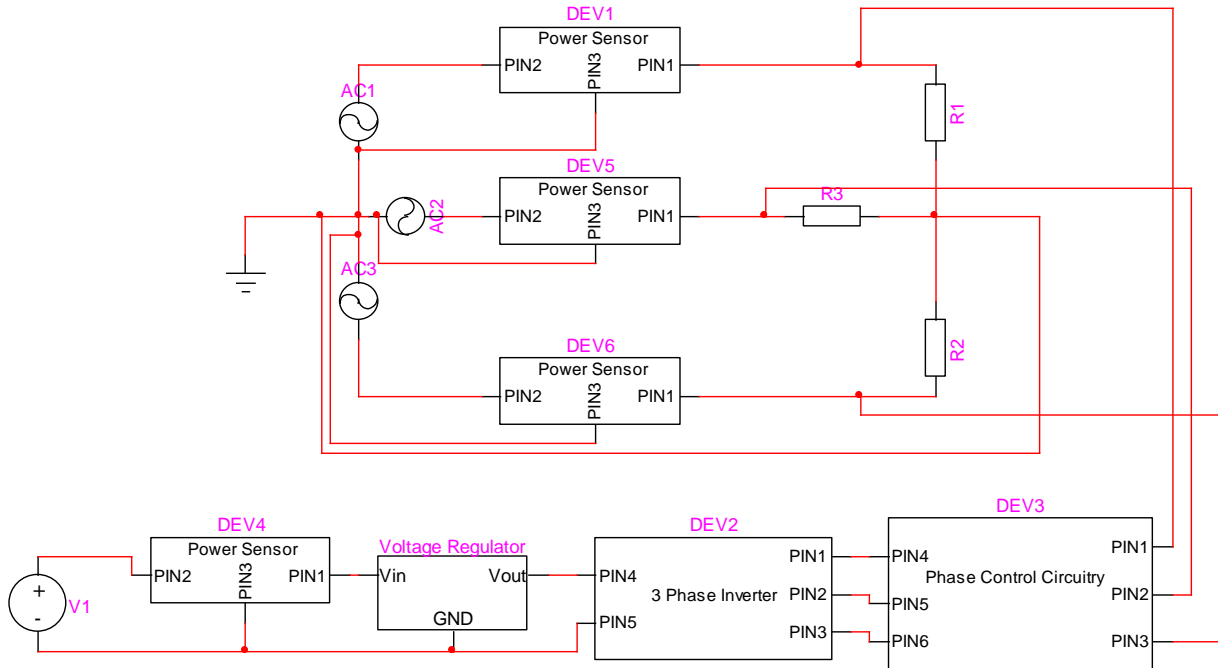 DEV1
Power Sensor
PIN2
PIN3
PIN1
AC1
R1
DEV5
Power Sensor
PIN2
PIN3
PIN1
AC2
R3
AC3
DEV6
Power Sensor
PIN2
PIN3
PIN1
R2
DEV4
Power Sensor
PIN2
PIN3
PIN1
+
-
V1
Voltage Regulator
Vin
Vout
GND
DEV2
PIN4
PIN5
3 Phase Inverter
PIN1
PIN2
PIN3
DEV3
PIN4
PIN5
PIN6
Phase Control Circuitry
PIN1
PIN2
PIN3